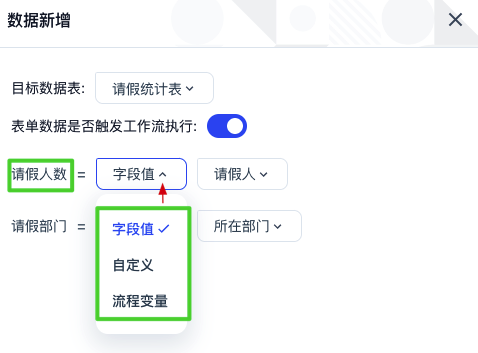 数据新增
目标数据表: 请假统计表
表单数据是否触发工作流执行:
请假人数 = 字段值 请假人
请假部门 = 所在部门
字段值
自定义
流程变量